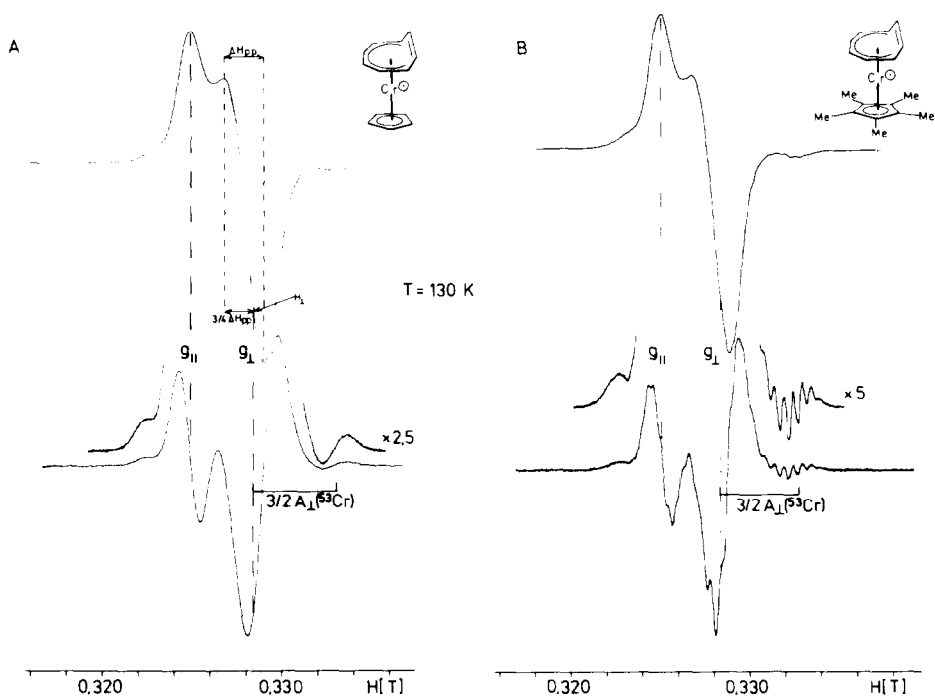 A
ΔHpp
Cr⊕
B
Cr⊕
Me
Me
Me
Me
Me
T = 130 K
H⊥
3/4 ΔHpp
g||
g⊥
g||
g⊥
×2,5
× 5
3/2 A⊥(⁵³Cr)
3/2 A⊥(⁵³Cr)
0,320
0,330
H[T]
0,320
0,330
H[T]